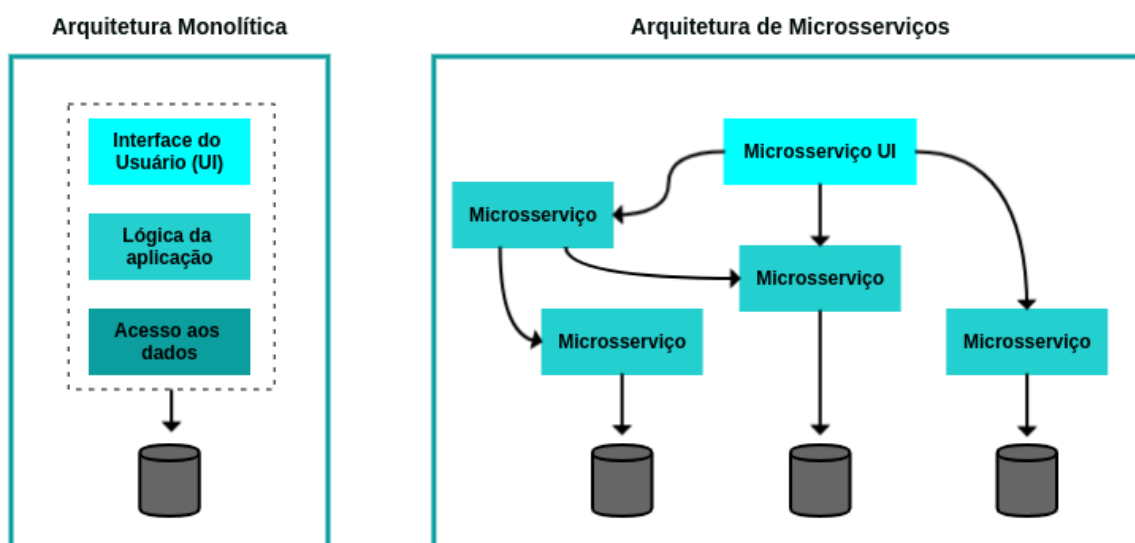 Arquitetura Monolítica
Interface do
Usuário (UI)
Lógica da
aplicação
Acesso aos
dados
Arquitetura de Microsserviços
Microsserviço UI
Microsserviço
Microsserviço
Microsserviço
Microsserviço